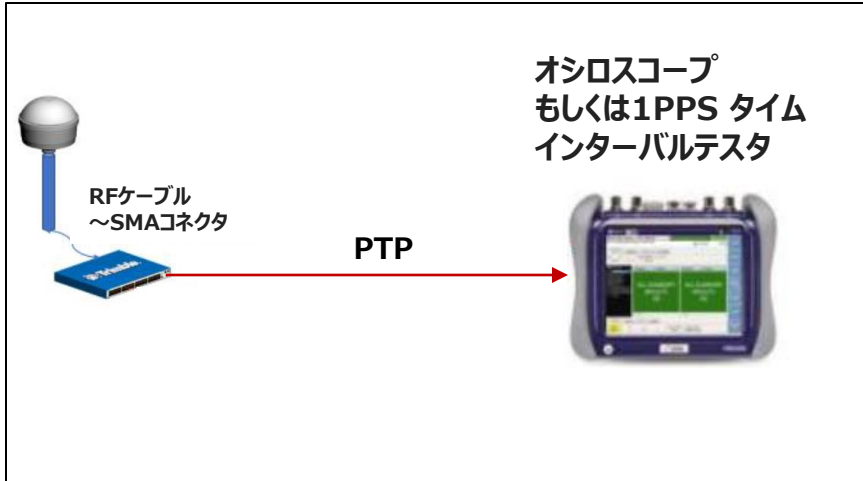 オシロスコープ
もしくは1PPS タイム
インターバルテスタ
RFケーブル
～SMAコネクタ
PTP
Trimble